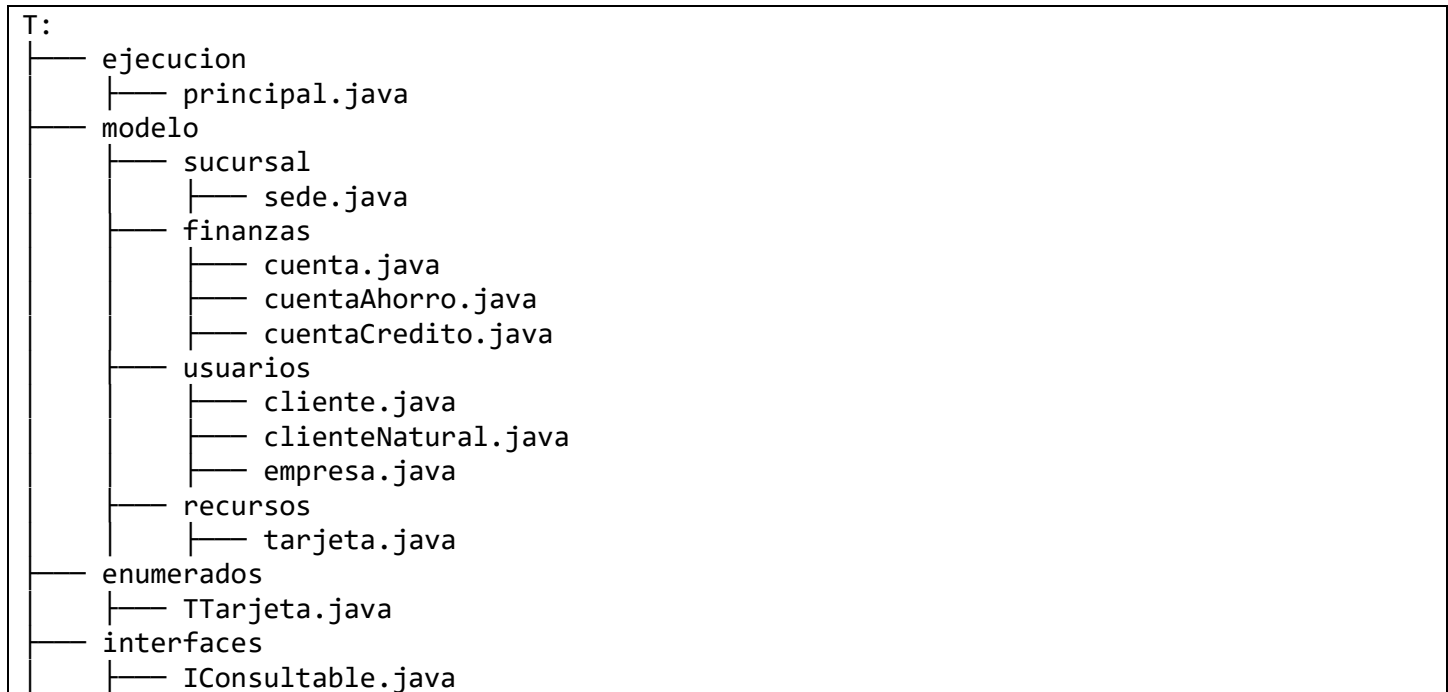 T:
├── ejecucion
│   ├── principal.java
├── modelo
│   ├── sucursal
│   │   ├── sede.java
│   ├── finanzas
│   │   ├── cuenta.java
│   │   ├── cuentaAhorro.java
│   │   ├── cuentaCredito.java
│   ├── usuarios
│   │   ├── cliente.java
│   │   ├── clienteNatural.java
│   │   ├── empresa.java
│   ├── recursos
│   │   ├── tarjeta.java
├── enumerados
│   ├── TTarjeta.java
├── interfaces
│   ├── IConsultable.java